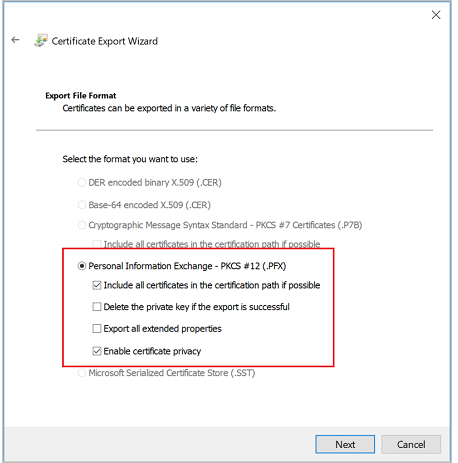 Certificate Export Wizard
Export File Format
Certificates can be exported in a variety of file formats.
Select the format you want to use:
DER encoded binary X.509 (.CER)
Base-64 encoded X.509 (.CER)
Cryptographic Message Syntax Standard - PKCS #7 Certificates (.P7B)
Include all certificates in the certification path if possible
Personal Information Exchange - PKCS #12 (.PFX)
Include all certificates in the certification path if possible
Delete the private key if the export is successful
Export all extended properties
Enable certificate privacy
Microsoft Serialized Certificate Store (.SST)
Next Cancel